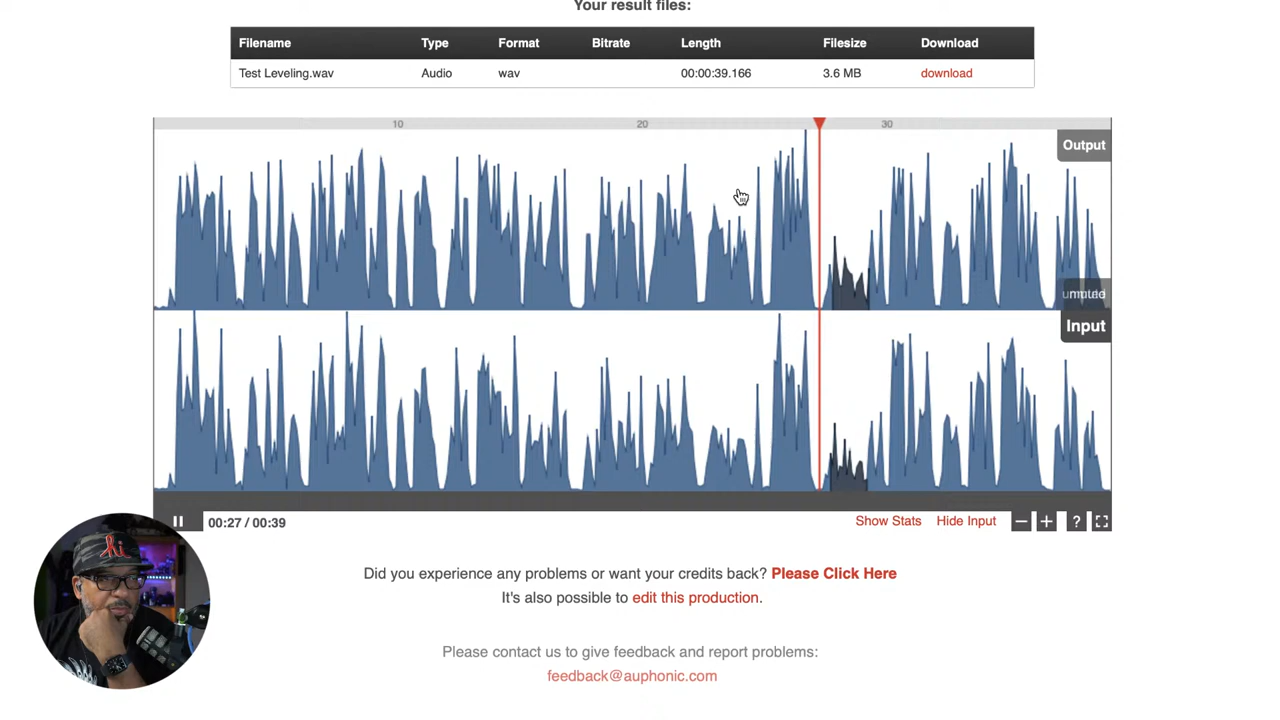 Your result files:
Filename Type Format Bitrate Length Filesize Download
Test Leveling.wav Audio wav 00:00:39.166 3.6 MB download
10 20 30
Output
Input
00:27 / 00:39 Show Stats Hide Input − + ?
hi
Did you experience any problems or want your credits back? Please Click Here
It's also possible to edit this production.
Please contact us to give feedback and report problems:
feedback@auphonic.com